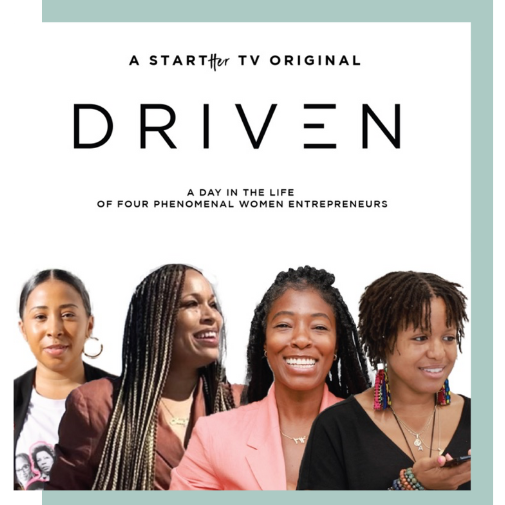 A STARTHer TV ORIGINAL
DRIVEN
A DAY IN THE LIFE
OF FOUR PHENOMENAL WOMEN ENTREPRENEURS